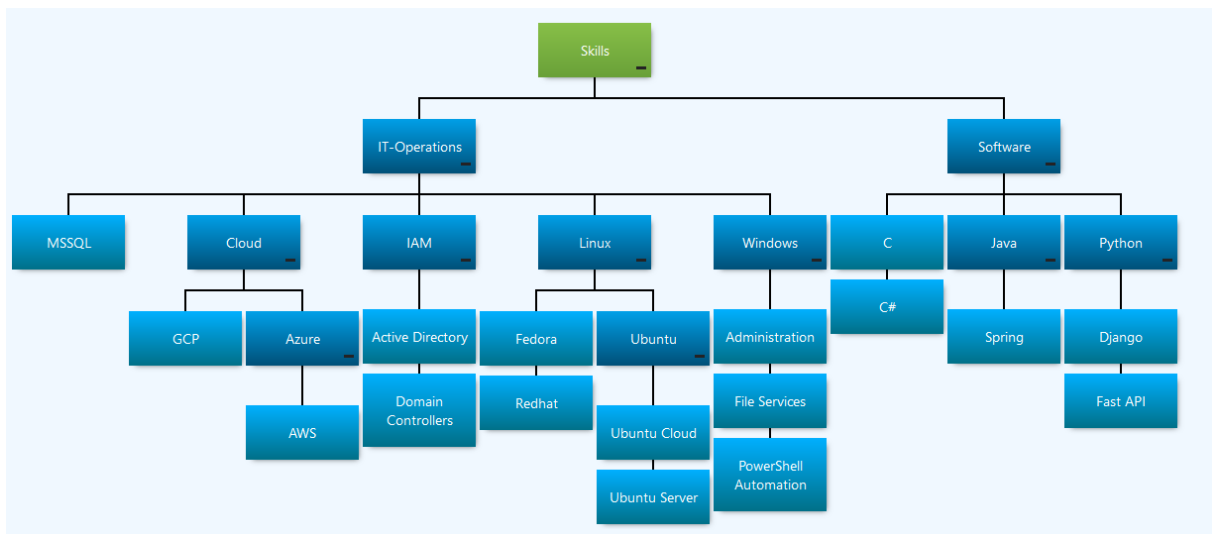 Skills
IT-Operations
Software
MSSQL
Cloud
IAM
Linux
Windows
C
Java
Python
C#
GCP
Azure
Active Directory
Fedora
Ubuntu
Administration
Spring
Django
AWS
Domain
Controllers
Redhat
File Services
Fast API
Ubuntu Cloud
PowerShell
Automation
Ubuntu Server